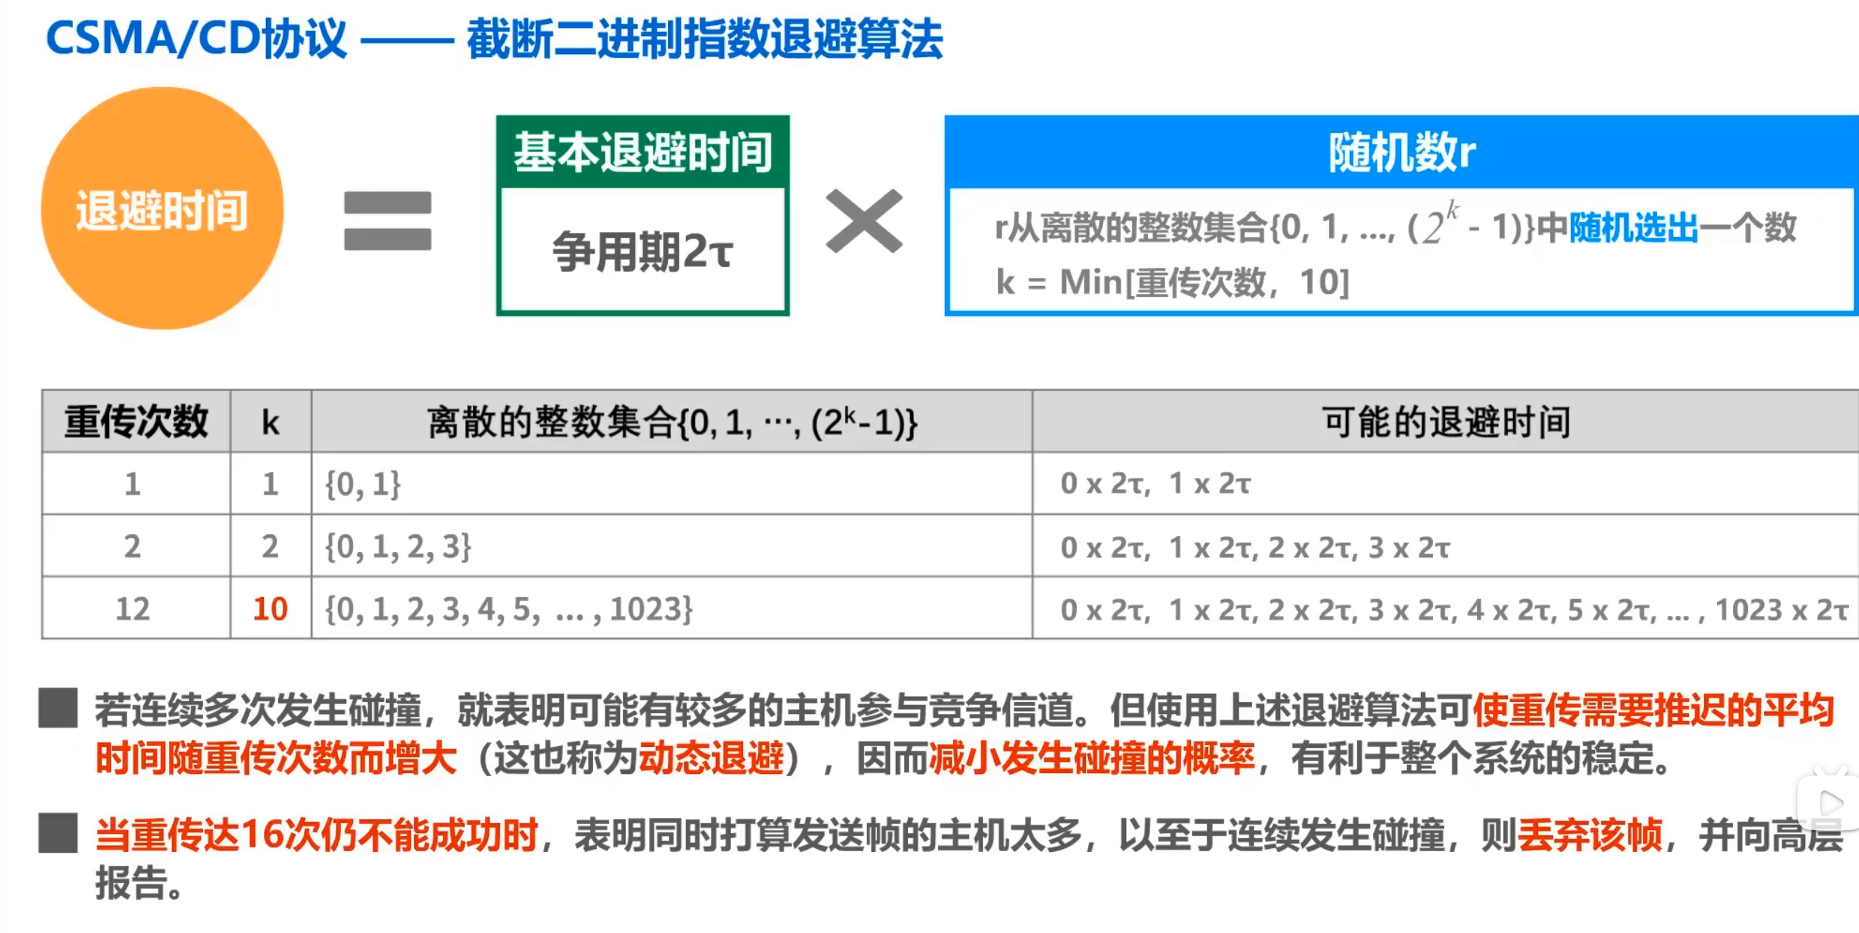 CSMA/CD协议 —— 截断二进制指数退避算法
退避时间
=
基本退避时间
争用期2τ
×
随机数r
r从离散的整数集合{0, 1, ..., (2^k - 1)}中随机选出一个数
k = Min[重传次数，10]
重传次数 k 离散的整数集合{0, 1, ···, (2^k-1)} 可能的退避时间
1 1 {0, 1} 0 x 2τ, 1 x 2τ
2 2 {0, 1, 2, 3} 0 x 2τ, 1 x 2τ, 2 x 2τ, 3 x 2τ
12 10 {0, 1, 2, 3, 4, 5, ... , 1023} 0 x 2τ, 1 x 2τ, 2 x 2τ, 3 x 2τ, 4 x 2τ, 5 x 2τ, ... , 1023 x 2τ
若连续多次发生碰撞，就表明可能有较多的主机参与竞争信道。但使用上述退避算法可使重传需要推迟的平均
时间随重传次数而增大（这也称为动态退避），因而减小发生碰撞的概率，有利于整个系统的稳定。
当重传达16次仍不能成功时，表明同时打算发送帧的主机太多，以至于连续发生碰撞，则丢弃该帧，并向高层
报告。